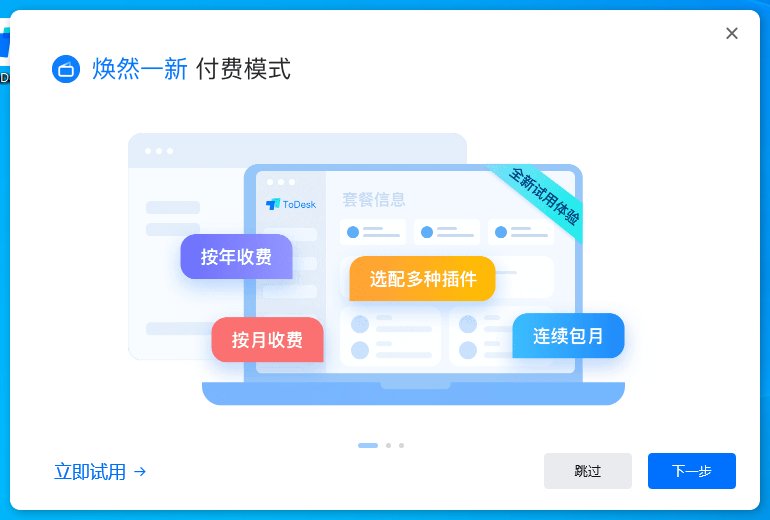 焕然一新 付费模式
全新试用体验
ToDesk
套餐信息
按年收费
选配多种插件
按月收费
连续包月
立即试用 →
跳过
下一步